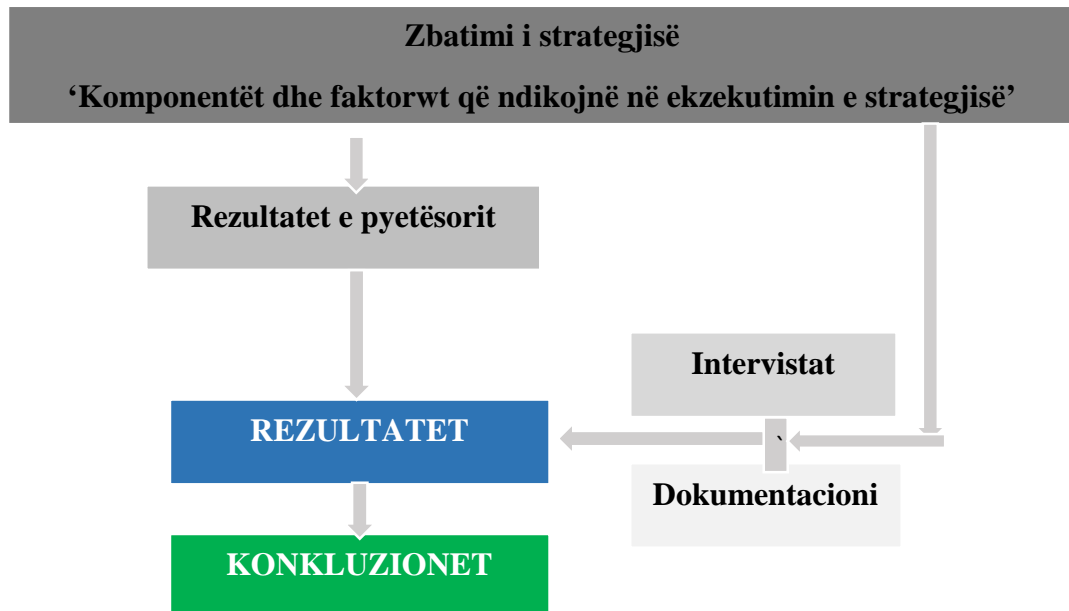 Zbatimi i strategjisë
‘Komponentët dhe faktorwt që ndikojnë në ekzekutimin e strategjisë’
Rezultatet e pyetësorit
Intervistat
REZULTATET
`
Dokumentacioni
KONKLUZIONET